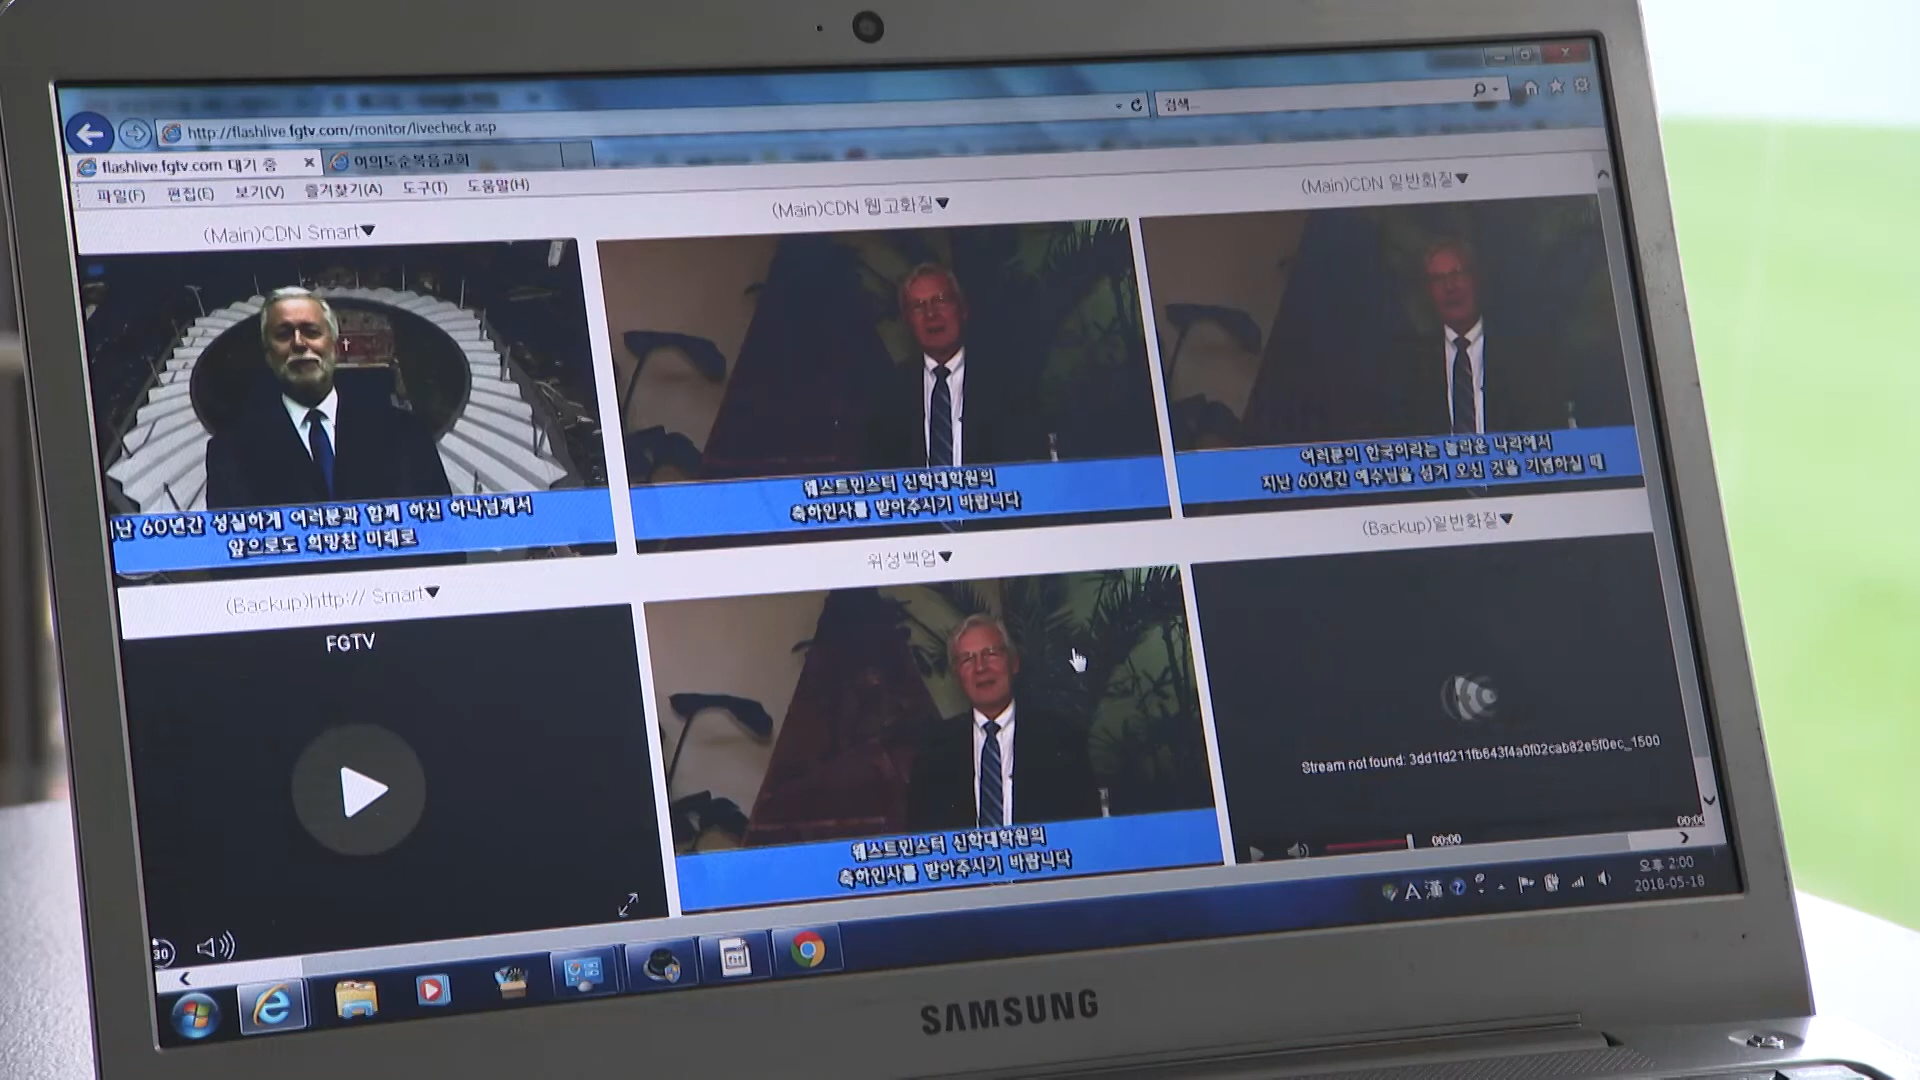 http://flashlive.fgtv.com/monitor/livecheck.asp
검색...
flashlive.fgtv.com 대기 중
여의도순복음교회
파일(F) 편집(E) 보기(V) 즐겨찾기(A) 도구(T) 도움말(H)
(Main)CDN Smart▼
(Main)CDN 웹고화질▼
(Main)CDN 일반화질▼
지난 60년간 성실하게 여러분과 함께 하신 하나님께서
앞으로도 희망찬 미래로
웨스트민스터 신학대학원의
축하인사를 받아주시기 바랍니다
여러분이 한국이라는 놀라운 나라에서
지난 60년간 예수님을 섬겨 오신 것을 기념하실 때
(Backup)http:// Smart▼
위성백업▼
(Backup)일반화질▼
FGTV
30
웨스트민스터 신학대학원의
축하인사를 받아주시기 바랍니다
Stream not found: 3dd1fd211fb643f4a0f02cab82e5f0ec_1500
00:00
00:00
A 漢
오후 2:00
2018-05-18
SAMSUNG